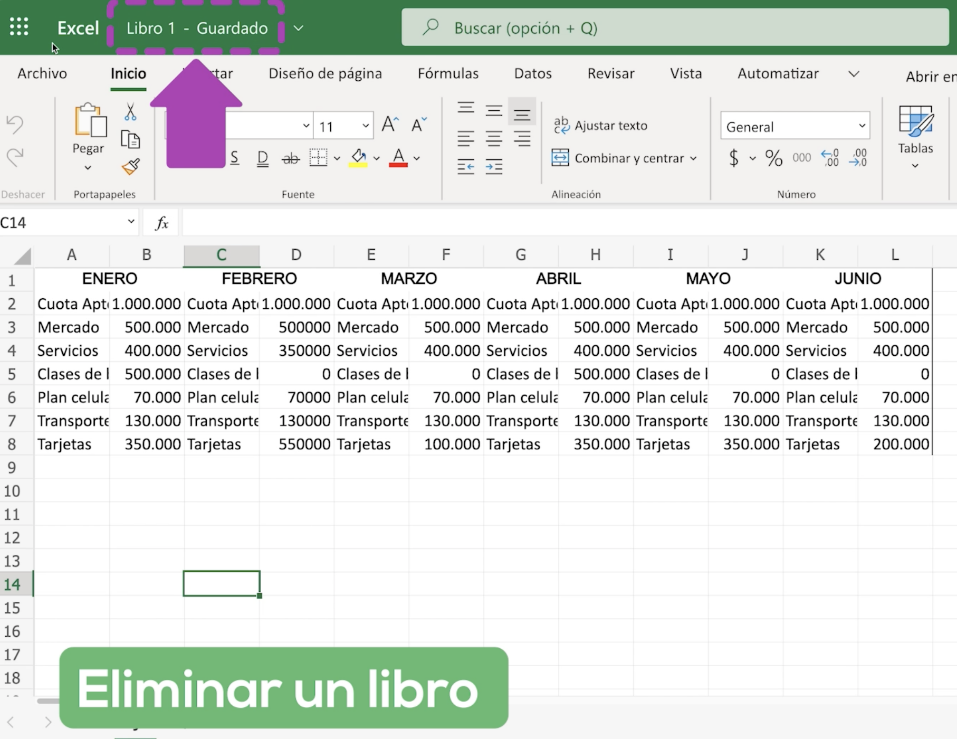 Excel Libro 1 - Guardado Buscar (opción + Q)
Archivo Inicio Diseño de página Fórmulas Datos Revisar Vista Automatizar Abrir en
11 A A ab Ajustar texto General
Pegar S D ab A Combinar y centrar $ % 000 Tablas
Deshacer Portapapeles Fuente Alineación Número
C14 fx
A B C D E F G H I J K L
1 ENERO FEBRERO MARZO ABRIL MAYO JUNIO
2 Cuota Apt 1.000.000 Cuota Apt 1.000.000 Cuota Apt 1.000.000 Cuota Apt 1.000.000 Cuota Apt 1.000.000 Cuota Apt 1.000.000
3 Mercado 500.000 Mercado 500000 Mercado 500.000 Mercado 500.000 Mercado 500.000 Mercado 500.000
4 Servicios 400.000 Servicios 350000 Servicios 400.000 Servicios 400.000 Servicios 400.000 Servicios 400.000
5 Clases de 500.000 Clases de 0 Clases de 0 Clases de 500.000 Clases de 0 Clases de 0
6 Plan celula 70.000 Plan celula 70000 Plan celula 70.000 Plan celula 70.000 Plan celula 70.000 Plan celula 70.000
7 Transporte 130.000 Transporte 130000 Transporte 130.000 Transporte 130.000 Transporte 130.000 Transporte 130.000
8 Tarjetas 350.000 Tarjetas 550000 Tarjetas 100.000 Tarjetas 350.000 Tarjetas 350.000 Tarjetas 200.000
9
10
11
12
13
14
15
16
17
18
Eliminar un libro